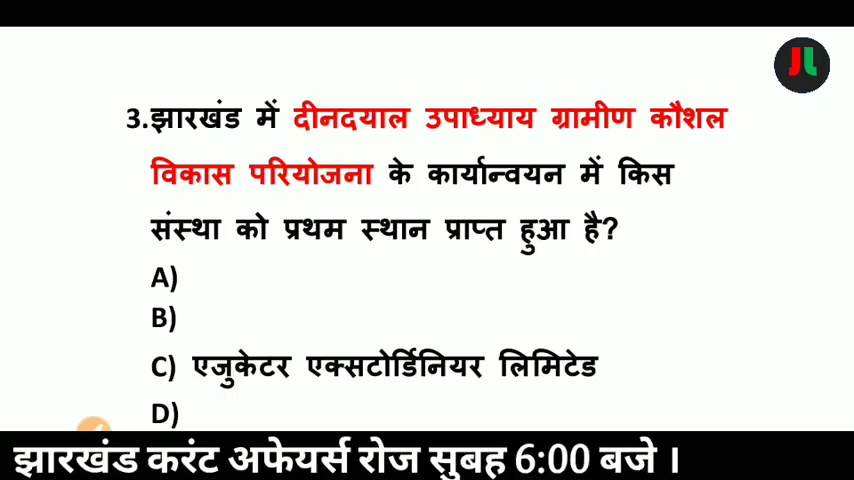 JL
3.झारखंड में दीनदयाल उपाध्याय ग्रामीण कौशल
विकास परियोजना के कार्यान्वयन में किस
संस्था को प्रथम स्थान प्राप्त हुआ है?
A)
B)
C) एजुकेटर एक्सटोर्डिनियर लिमिटेड
D)
झारखंड करंट अफेयर्स रोज सुबह 6:00 बजे ।